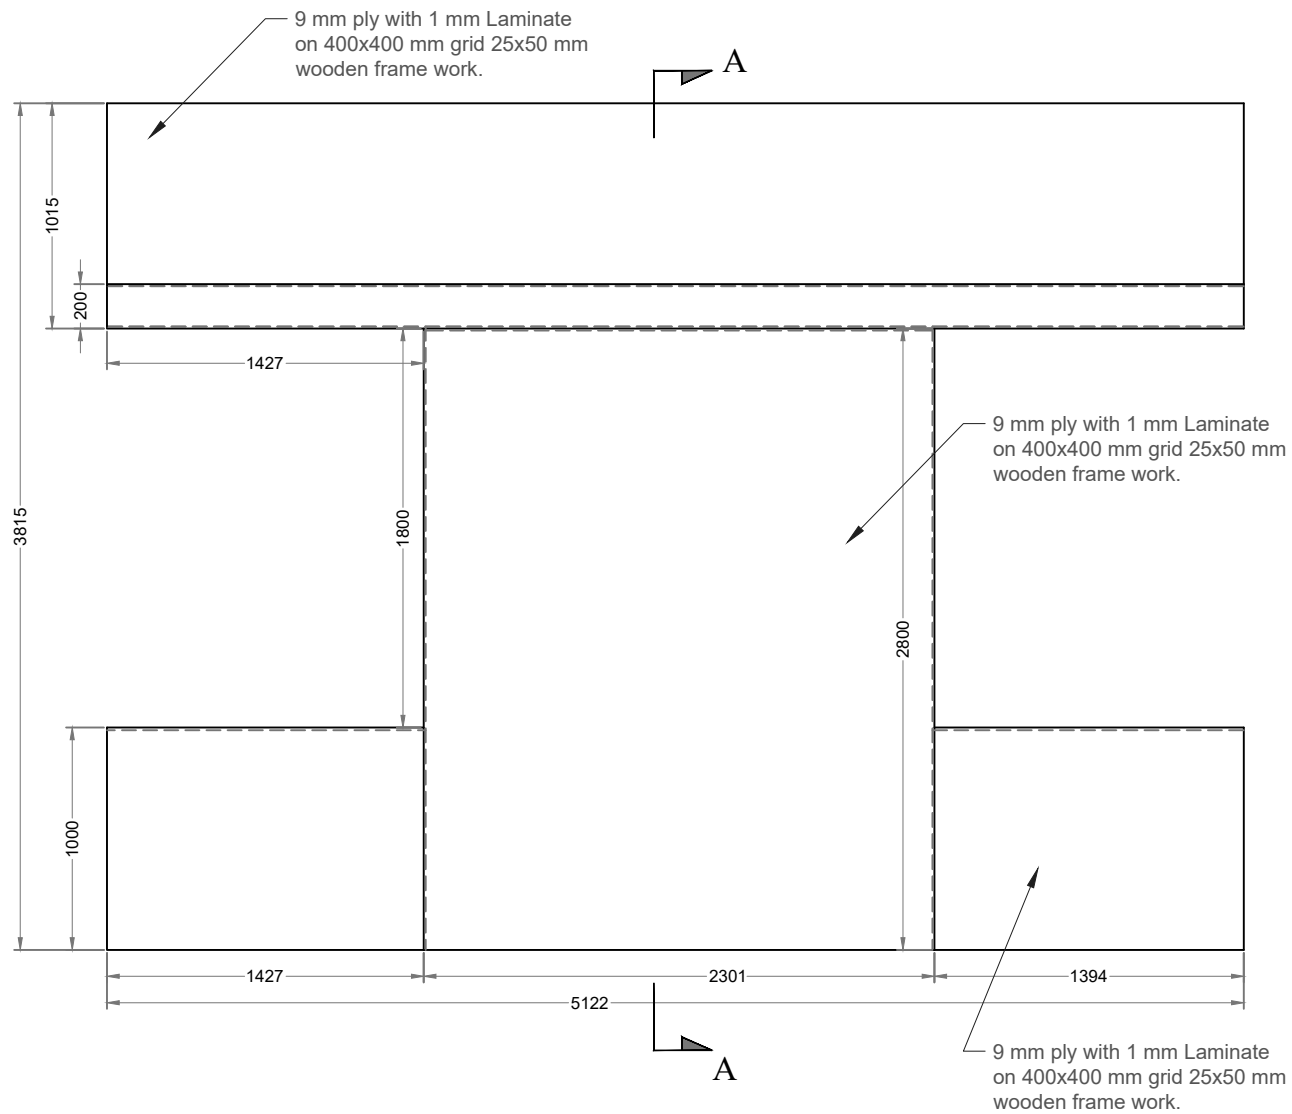 9 mm ply with 1 mm Laminate
on 400x400 mm grid 25x50 mm
wooden frame work.
A
1015
200
1427
3815
1800
9 mm ply with 1 mm Laminate
on 400x400 mm grid 25x50 mm
wooden frame work.
2800
1000
1427
2301
1394
5122
A
9 mm ply with 1 mm Laminate
on 400x400 mm grid 25x50 mm
wooden frame work.